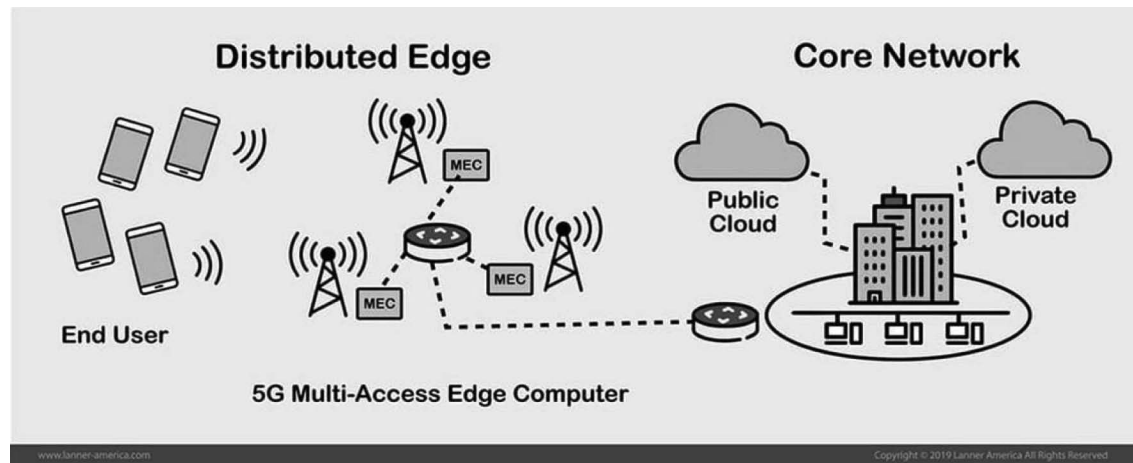 Distributed Edge
Core Network
MEC
MEC
MEC
Public
Cloud
Private
Cloud
End User
5G Multi-Access Edge Computer
www.lanner-america.com
Copyright © 2019 Lanner America All Rights Reserved